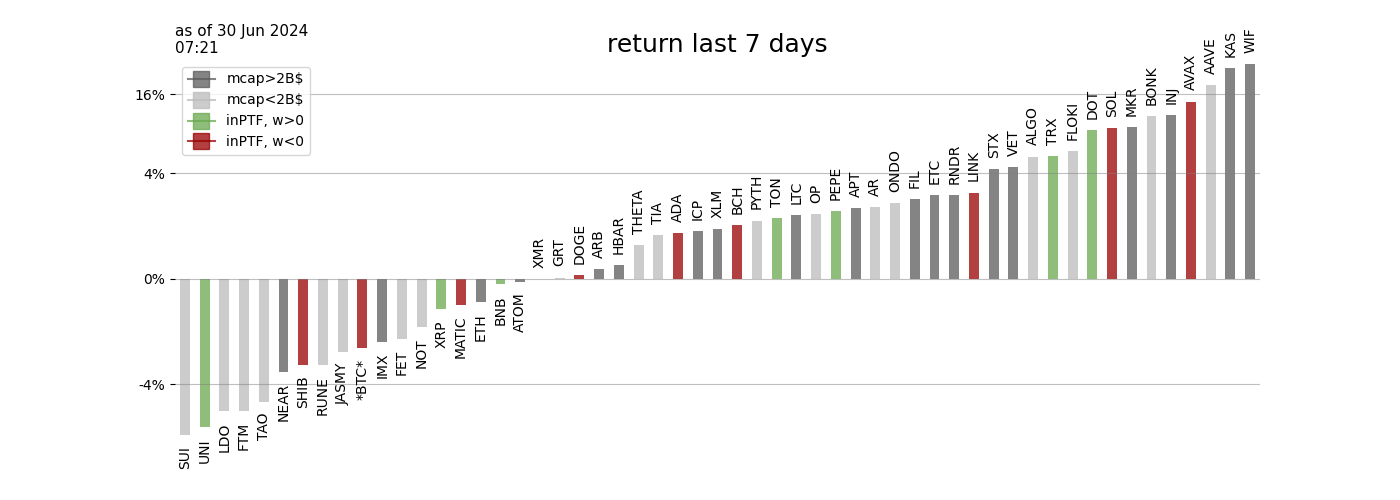 as of 30 Jun 2024
07:21
return last 7 days
mcap>2B$
mcap<2B$
inPTF, w>0
inPTF, w<0
16%
4%
0%
-4%
SUI
UNI
LDO
FTM
TAO
NEAR
SHIB
RUNE
JASMY
*BTC*
IMX
FET
NOT
XRP
MATIC
ETH
BNB
ATOM
XMR
GRT
DOGE
ARB
HBAR
THETA
TIA
ADA
ICP
XLM
BCH
PYTH
TON
LTC
OP
PEPE
APT
AR
ONDO
FIL
ETC
RNDR
LINK
STX
VET
ALGO
TRX
FLOKI
DOT
SOL
MKR
BONK
INJ
AVAX
AAVE
KAS
WIF